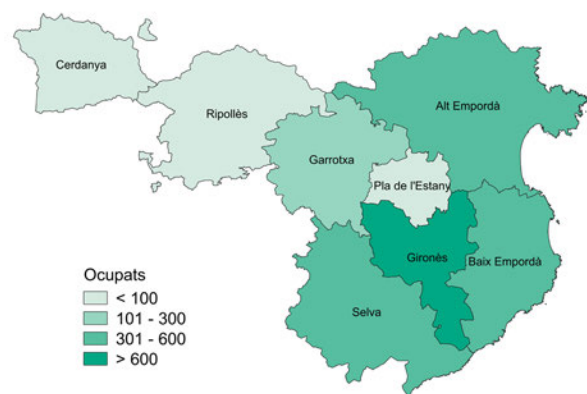 Cerdanya
Ripollès
Alt Empordà
Garrotxa
Pla de l'Estany
Gironès
Baix Empordà
Selva
Ocupats
< 100
101 - 300
301 - 600
> 600